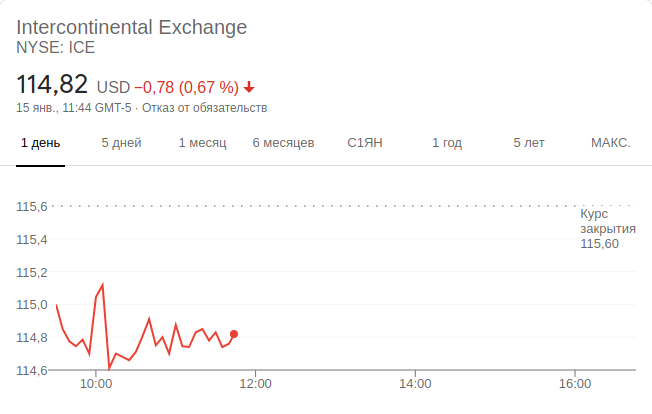 Intercontinental Exchange
NYSE: ICE
114,82 USD −0,78 (0,67 %)
15 янв., 11:44 GMT-5 · Отказ от обязательств
1 день 5 дней 1 месяц 6 месяцев С1ЯН 1 год 5 лет МАКС.
115,6
Курс
закрытия
115,60
115,4
115,2
115,0
114,8
114,6
10:00 12:00 14:00 16:00